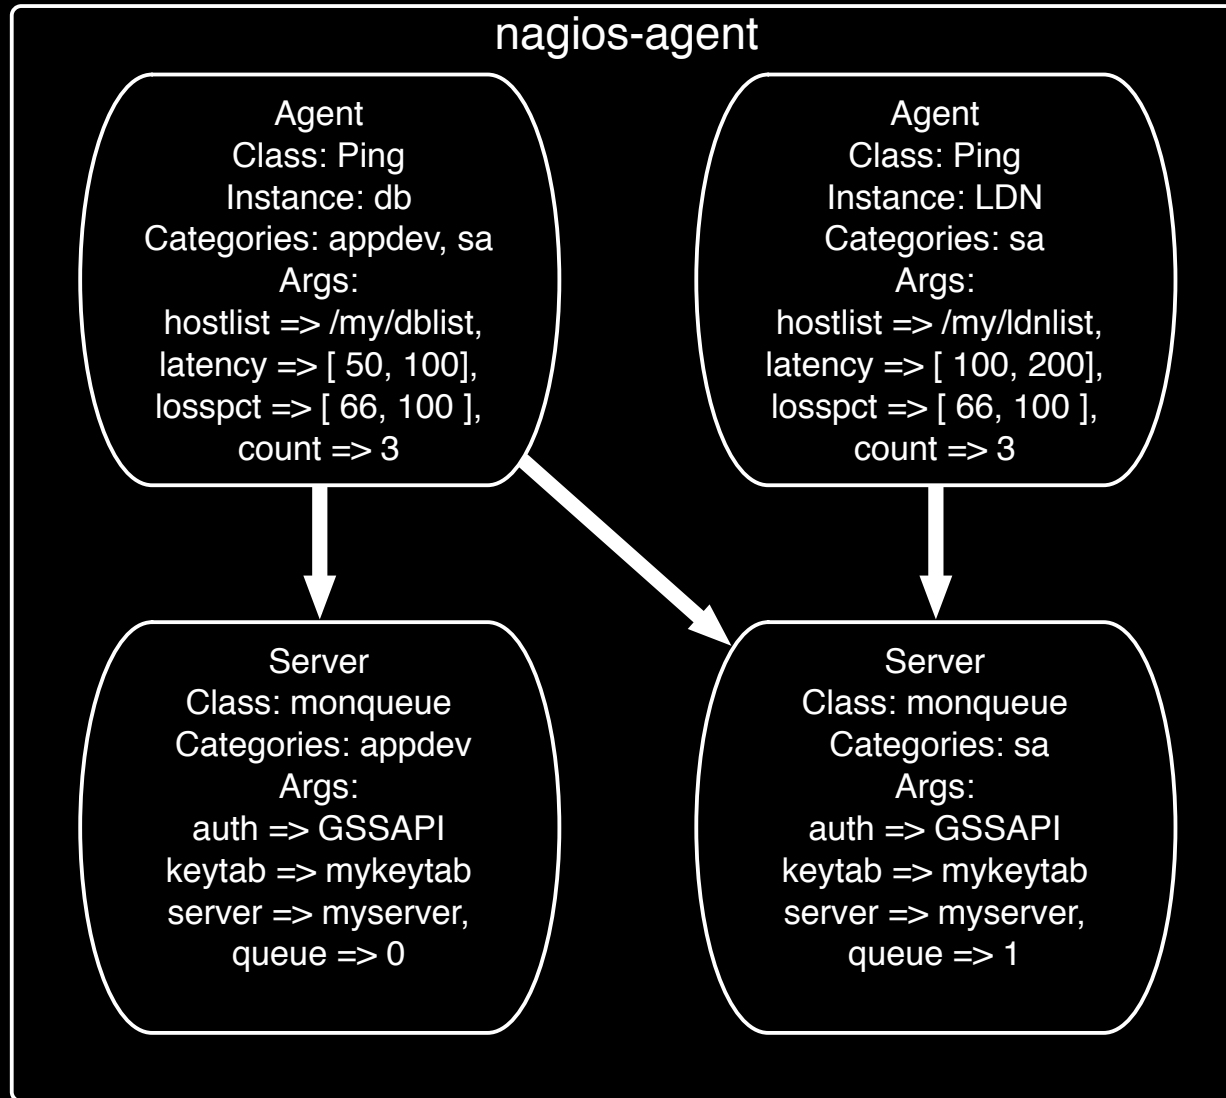 nagios-agent
Agent
Class: Ping
Instance: db
Categories: appdev, sa
Args:
hostlist => /my/dblist,
latency => [ 50, 100],
losspct => [ 66, 100 ],
count => 3
Agent
Class: Ping
Instance: LDN
Categories: sa
Args:
hostlist => /my/ldnlist,
latency => [ 100, 200],
losspct => [ 66, 100 ],
count => 3
Server
Class: monqueue
Categories: appdev
Args:
auth => GSSAPI
keytab => mykeytab
server => myserver,
queue => 0
Server
Class: monqueue
Categories: sa
Args:
auth => GSSAPI
keytab => mykeytab
server => myserver,
queue => 1